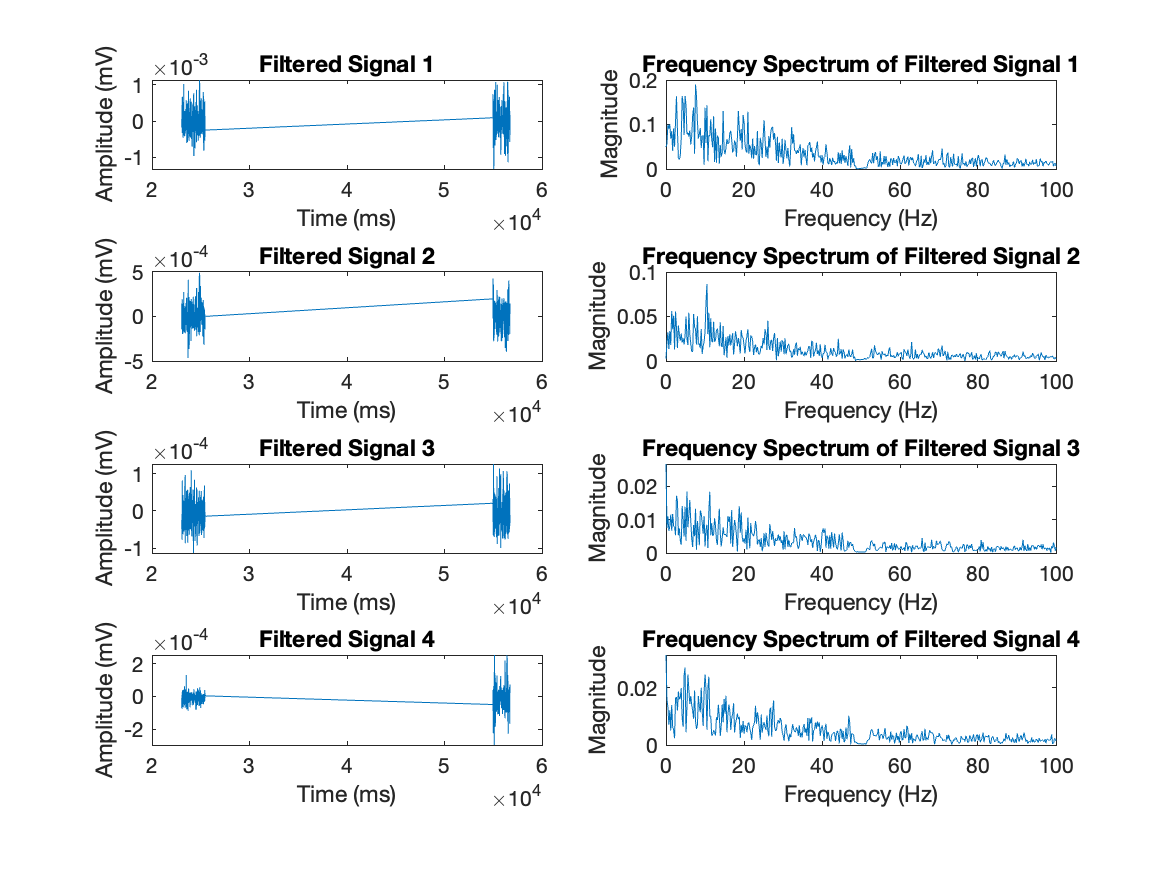 Filtered Signal 1
×10-3
Amplitude (mV)
1
0
-1
2 3 4 5 6
Time (ms)
×104
Frequency Spectrum of Filtered Signal 1
Magnitude
0.2
0.1
0
0 20 40 60 80 100
Frequency (Hz)
Filtered Signal 2
×10-4
Amplitude (mV)
5
0
-5
2 3 4 5 6
Time (ms)
×104
Frequency Spectrum of Filtered Signal 2
Magnitude
0.1
0.05
0
0 20 40 60 80 100
Frequency (Hz)
Filtered Signal 3
×10-4
Amplitude (mV)
1
0
-1
2 3 4 5 6
Time (ms)
×104
Frequency Spectrum of Filtered Signal 3
Magnitude
0.02
0.01
0
0 20 40 60 80 100
Frequency (Hz)
Filtered Signal 4
×10-4
Amplitude (mV)
2
0
-2
2 3 4 5 6
Time (ms)
×104
Frequency Spectrum of Filtered Signal 4
Magnitude
0.02
0
0 20 40 60 80 100
Frequency (Hz)